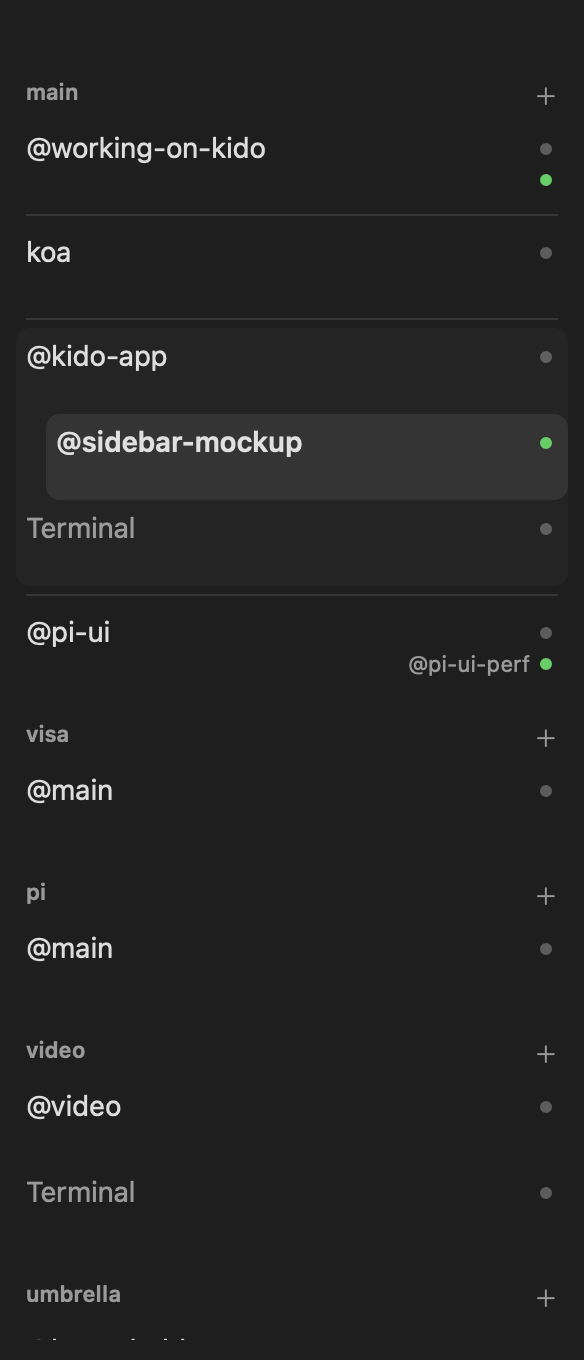 main
@working-on-kido
koa
@kido-app
@sidebar-mockup
Terminal
@pi-ui
@pi-ui-perf
visa
@main
pi
@main
video
@video
Terminal
umbrella